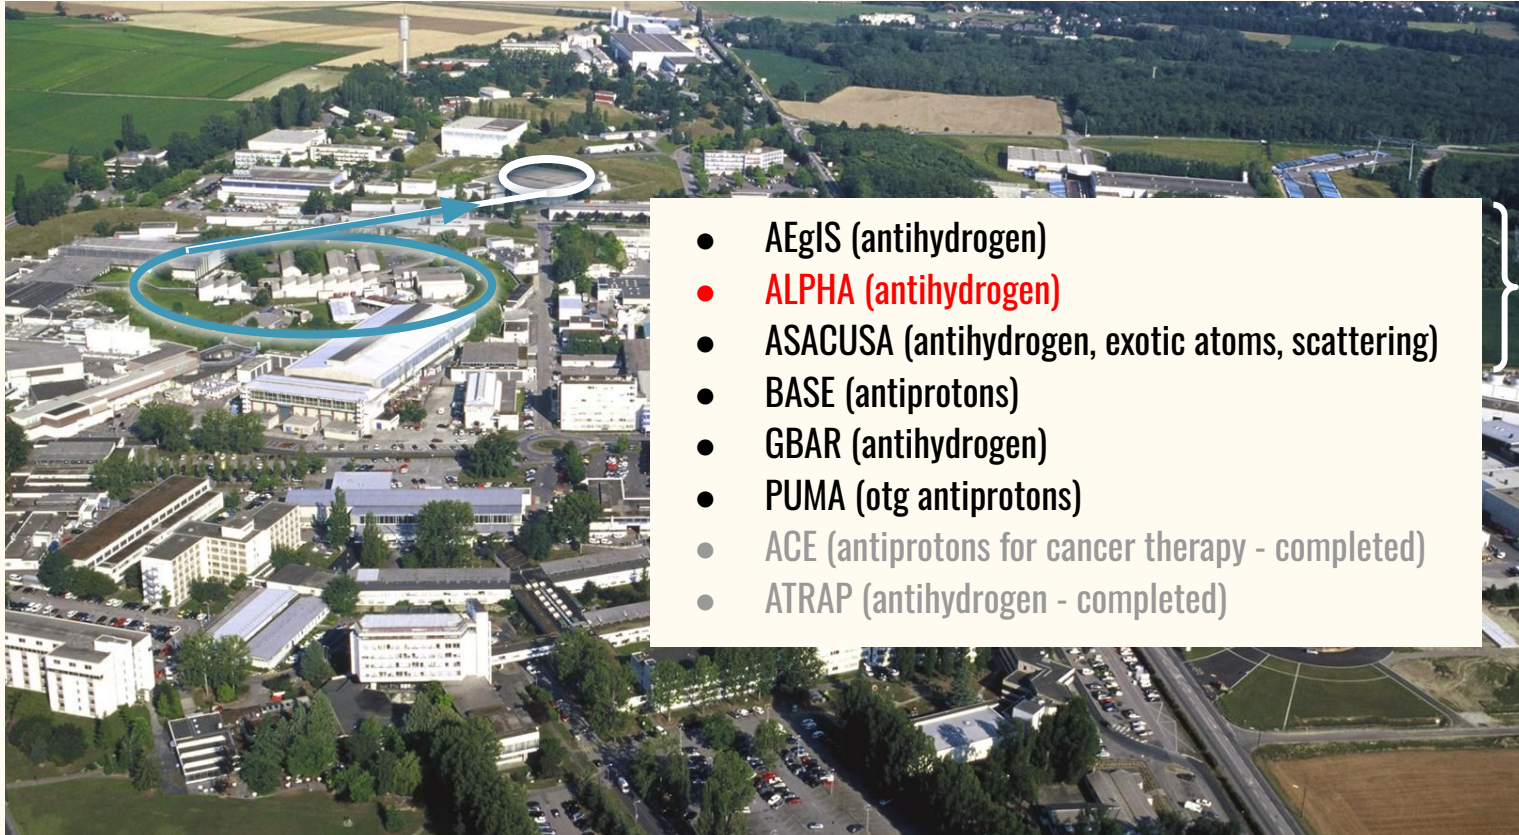 ● AEgIS (antihydrogen)
● ALPHA (antihydrogen)
● ASACUSA (antihydrogen, exotic atoms, scattering)
● BASE (antiprotons)
● GBAR (antihydrogen)
● PUMA (otg antiprotons)
● ACE (antiprotons for cancer therapy - completed)
● ATRAP (antihydrogen - completed)